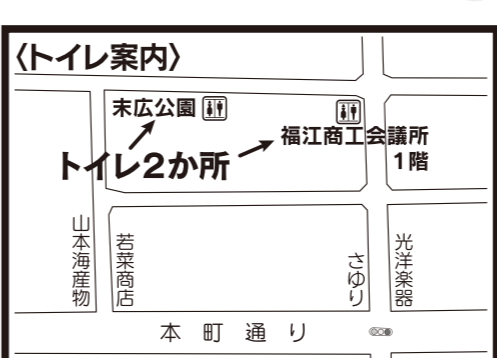 〈トイレ案内〉
末広公園
トイレ2か所
福江商工会議所
1階
山本海産物
若菜商店
さゆり
光洋楽器
本町通り